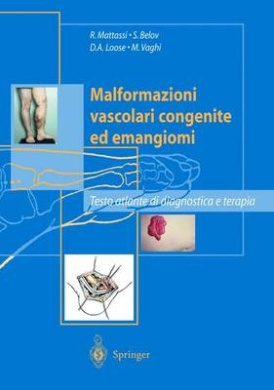 R. Mattassi • S. Belov
D.A. Loose • M. Vaghi
Malformazioni
vascolari congenite
ed emangiomi
Testo atlante di diagnostica e terapia
Springer